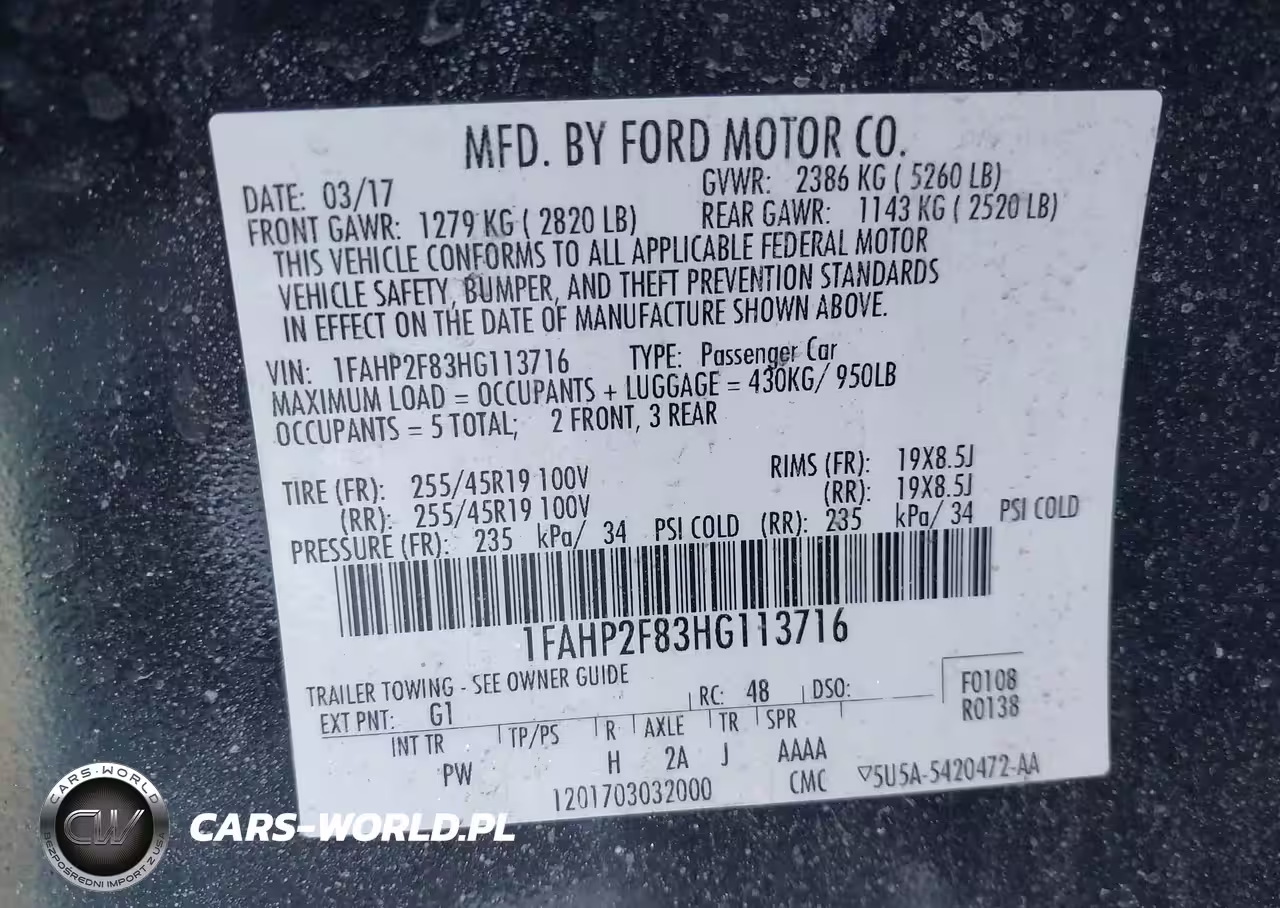 MFD. BY FORD MOTOR CO.
DATE: 03/17 GVWR: 2386 KG ( 5260 LB)
FRONT GAWR: 1279 KG ( 2820 LB) REAR GAWR: 1143 KG ( 2520 LB)
THIS VEHICLE CONFORMS TO ALL APPLICABLE FEDERAL MOTOR
VEHICLE SAFETY, BUMPER, AND THEFT PREVENTION STANDARDS
IN EFFECT ON THE DATE OF MANUFACTURE SHOWN ABOVE.
VIN: 1FAHP2F83HG113716 TYPE: Passenger Car
MAXIMUM LOAD = OCCUPANTS + LUGGAGE = 430KG/ 950LB
OCCUPANTS = 5 TOTAL; 2 FRONT, 3 REAR
TIRE (FR): 255/45R19 100V RIMS (FR): 19X8.5J
(RR): 255/45R19 100V (RR): 19X8.5J
PRESSURE (FR): 235 kPa/ 34 PSI COLD (RR): 235 kPa/ 34 PSI COLD
1FAHP2F83HG113716
TRAILER TOWING - SEE OWNER GUIDE
EXT PNT: G1 RC: 48 DSO: F0108
R0138
INT TR TP/PS R AXLE TR SPR
PW H 2A J AAAA
1201703032000 CMC ▽5U5A-5420472-AA
CARS-WORLD
CW
BEZPOŚREDNI IMPORT Z USA
CARS-WORLD.PL